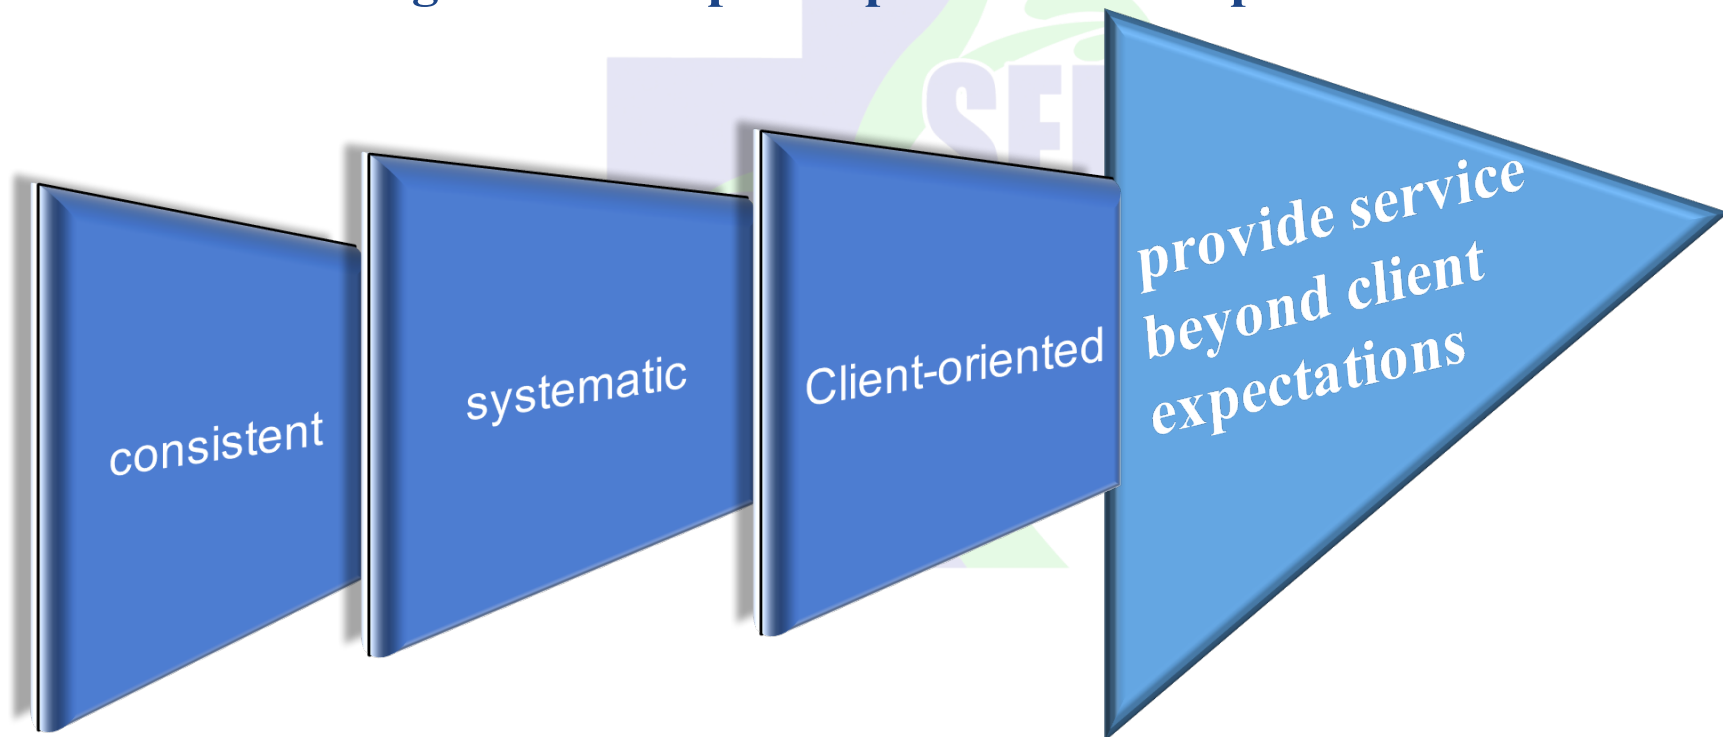 consistent
systematic
Client-oriented
provide service
beyond client
expectations